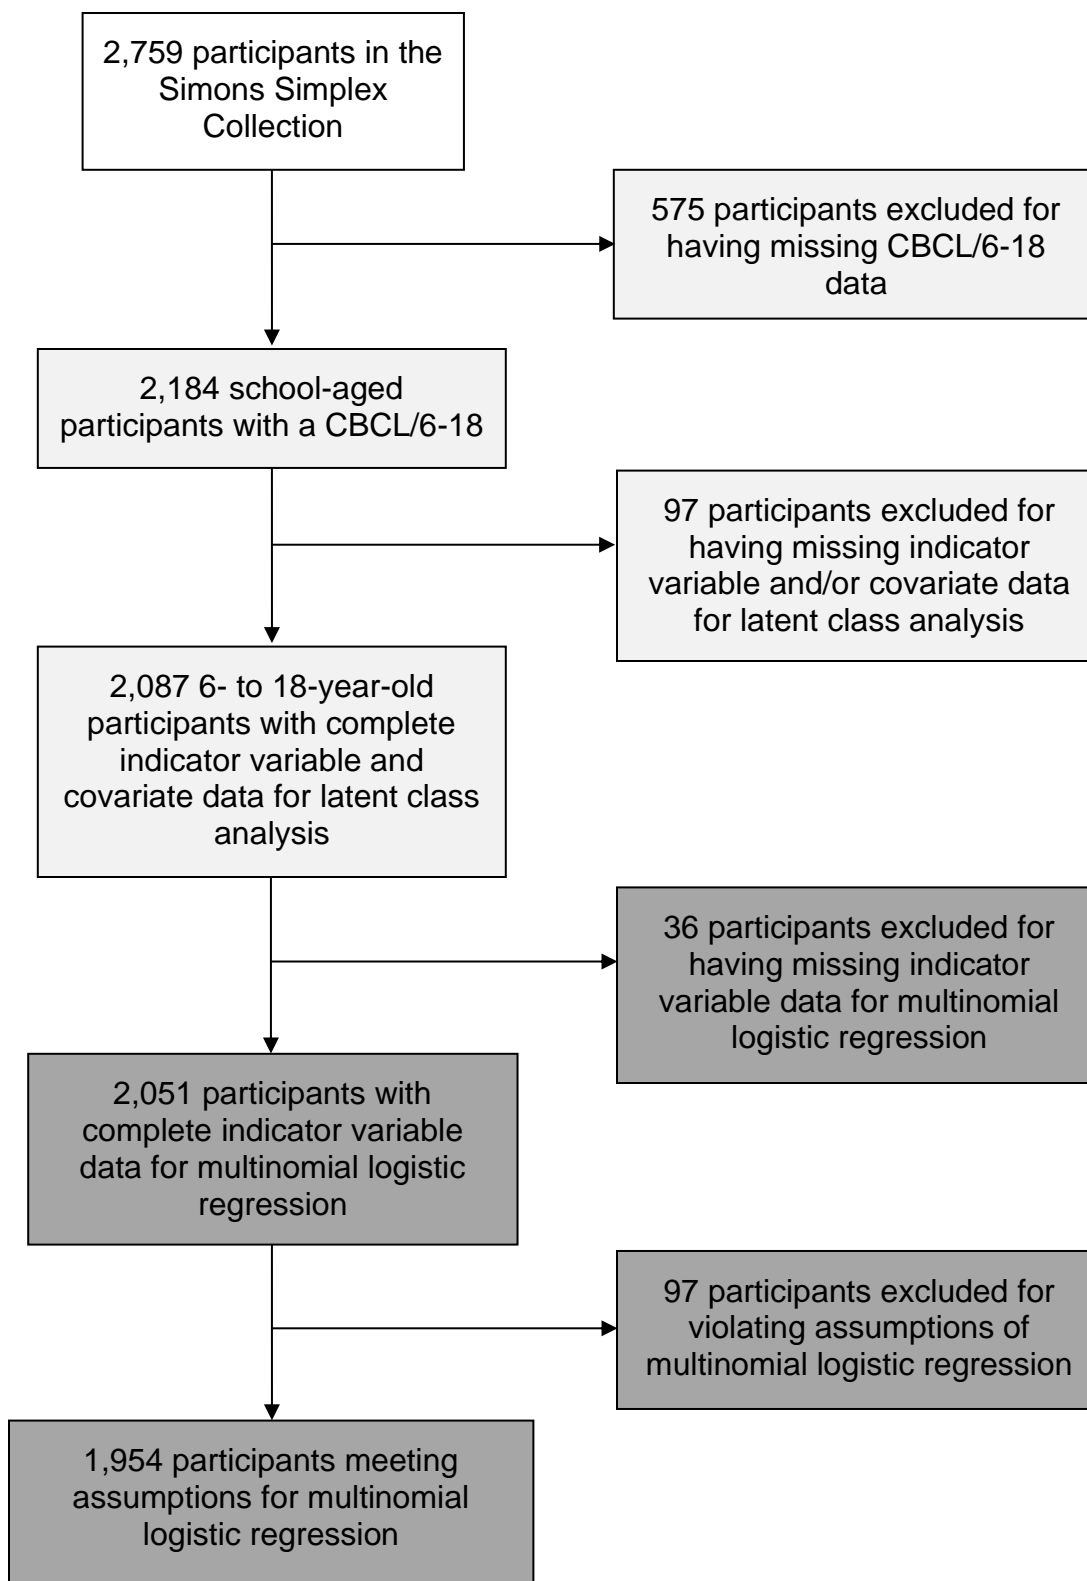 2,759 participants in the
Simons Simplex
Collection
575 participants excluded for
having missing CBCL/6-18
data
2,184 school-aged
participants with a CBCL/6-18
97 participants excluded for
having missing indicator
variable and/or covariate data
for latent class analysis
2,087 6- to 18-year-old
participants with complete
indicator variable and
covariate data for latent class
analysis
36 participants excluded for
having missing indicator
variable data for multinomial
logistic regression
2,051 participants with
complete indicator variable
data for multinomial logistic
regression
97 participants excluded for
violating assumptions of
multinomial logistic regression
1,954 participants meeting
assumptions for multinomial
logistic regression